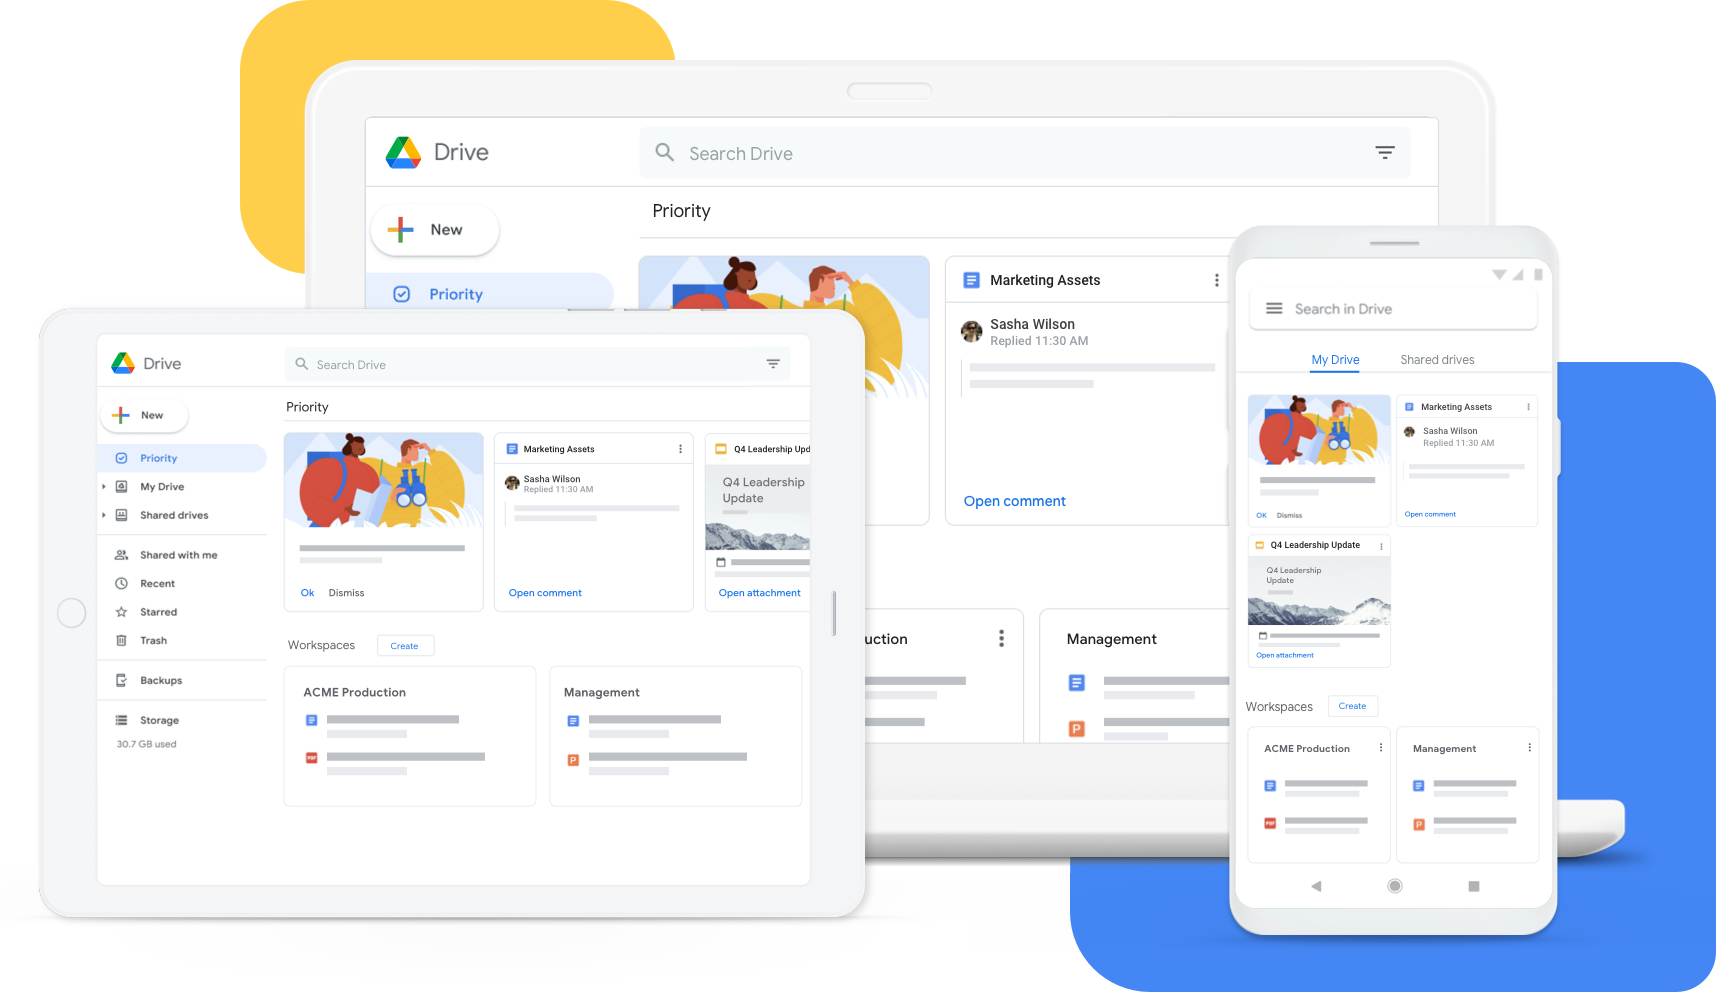 Drive
Search Drive
New
Priority
Priority
Marketing Assets
Sasha Wilson
Replied 11:30 AM
Open comment
uction
Management
P
Drive
Search Drive
New
Priority
My Drive
Shared drives
Shared with me
Recent
Starred
Trash
Backups
Storage
30.7 GB used
Priority
Ok
Dismiss
Marketing Assets
Sasha Wilson
Replied 11:30 AM
Open comment
Q4 Leadership Upd
Q4 Leadership
Update
Open attachment
Workspaces
Create
ACME Production
PDF
Management
P
Search in Drive
My Drive
Shared drives
OK
Dismiss
Marketing Assets
Sasha Wilson
Replied 11:30 AM
Open comment
Q4 Leadership Update
Q4 Leadership
Update
Open attachment
Workspaces
Create
ACME Production
PDF
Management
P